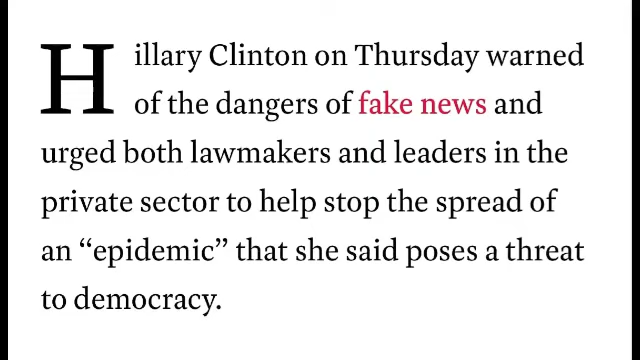 Hillary Clinton on Thursday warned
of the dangers of fake news and
urged both lawmakers and leaders in the
private sector to help stop the spread of
an “epidemic” that she said poses a threat
to democracy.